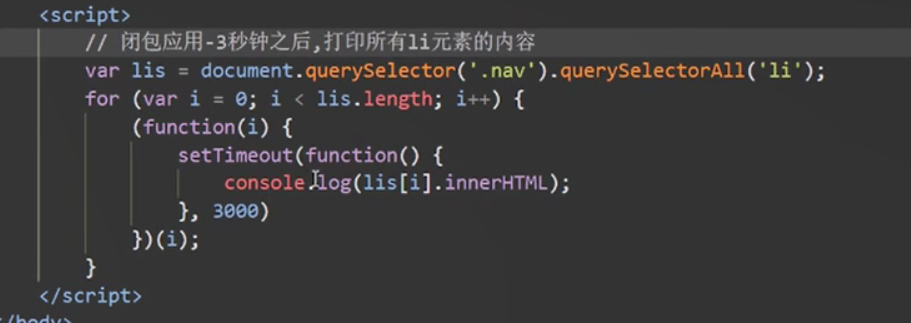 <script>
// 闭包应用-3秒钟之后,打印所有li元素的内容
var lis = document.querySelector('.nav').querySelectorAll('li');
for (var i = 0; i < lis.length; i++) {
(function(i) {
setTimeout(function() {
console.log(lis[i].innerHTML);
}, 3000)
})(i);
}
</script>
</body>